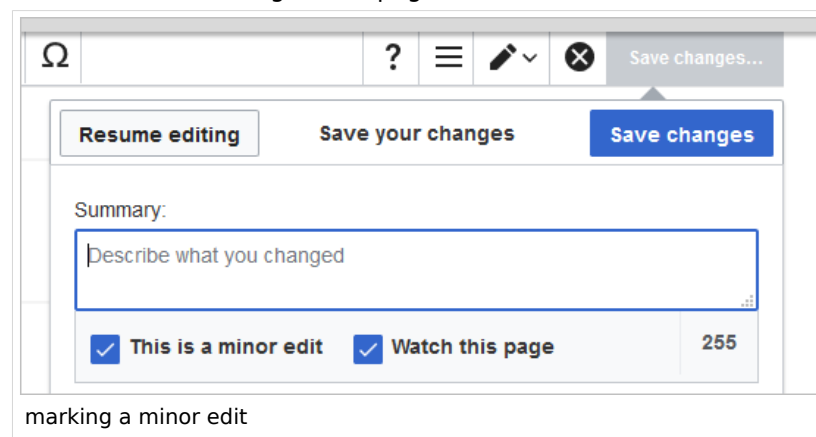 Ω ? Save changes...
Resume editing Save your changes Save changes
Summary:
Describe what you changed
This is a minor edit Watch this page 255
marking a minor edit